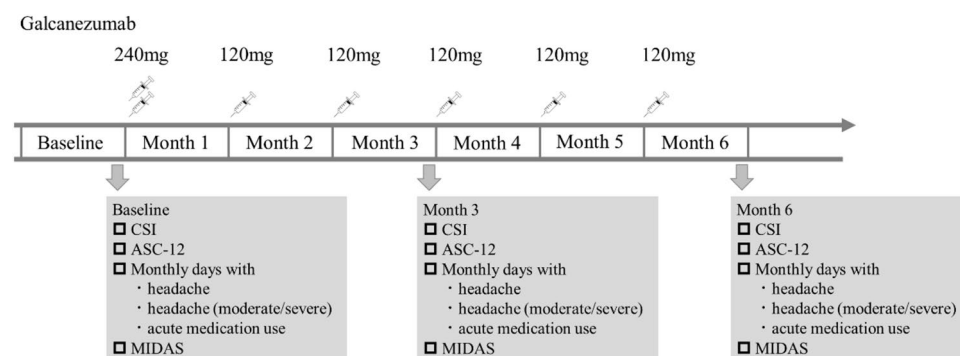 Galcanezumab
240mg 120mg 120mg 120mg 120mg 120mg
Baseline Month 1 Month 2 Month 3 Month 4 Month 5 Month 6
Baseline
☐ CSI
☐ ASC-12
☐ Monthly days with
・headache
・headache (moderate/severe)
・acute medication use
☐ MIDAS
Month 3
☐ CSI
☐ ASC-12
☐ Monthly days with
・headache
・headache (moderate/severe)
・acute medication use
☐ MIDAS
Month 6
☐ CSI
☐ ASC-12
☐ Monthly days with
・headache
・headache (moderate/severe)
・acute medication use
☐ MIDAS